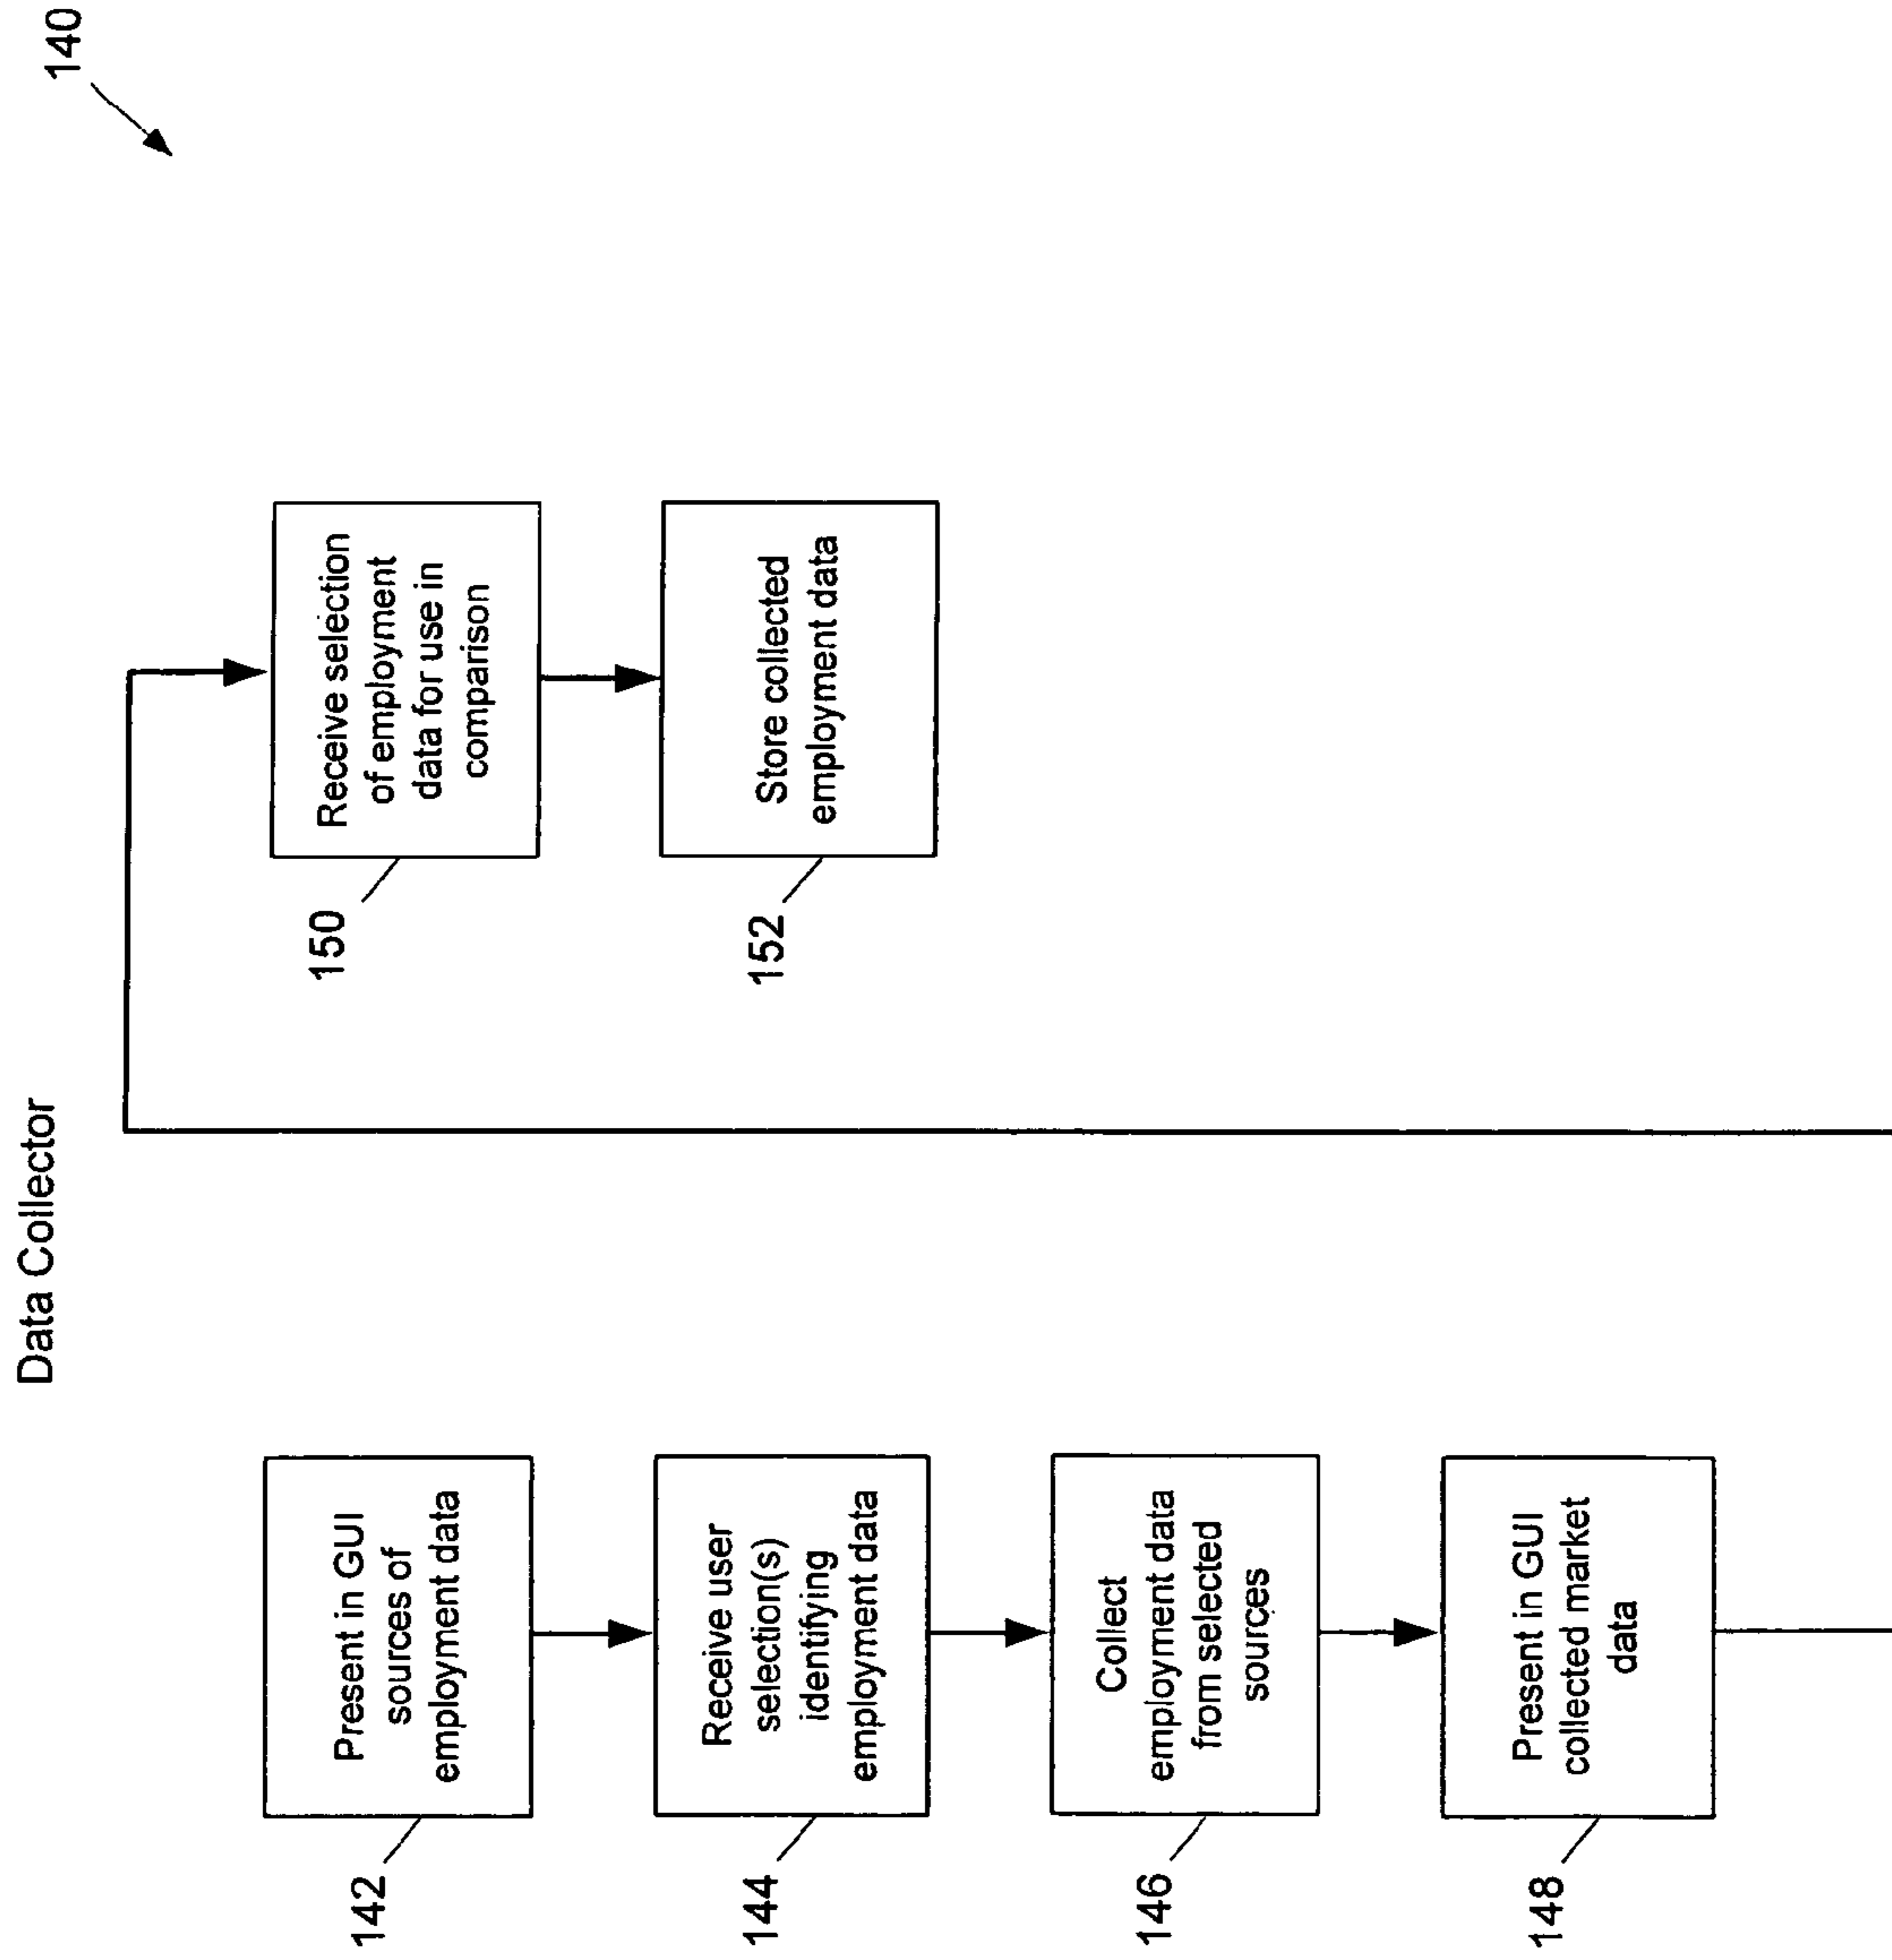 Data Collector
140
142
Present in GUI
sources of
employment data
144
Receive user
selection(s)
identifying
employment data
146
Collect
employment data
from selected
sources
148
Present in GUI
collected market
data
150
Receive selection
of employment
data for use in
comparison
152
Store collected
employment data